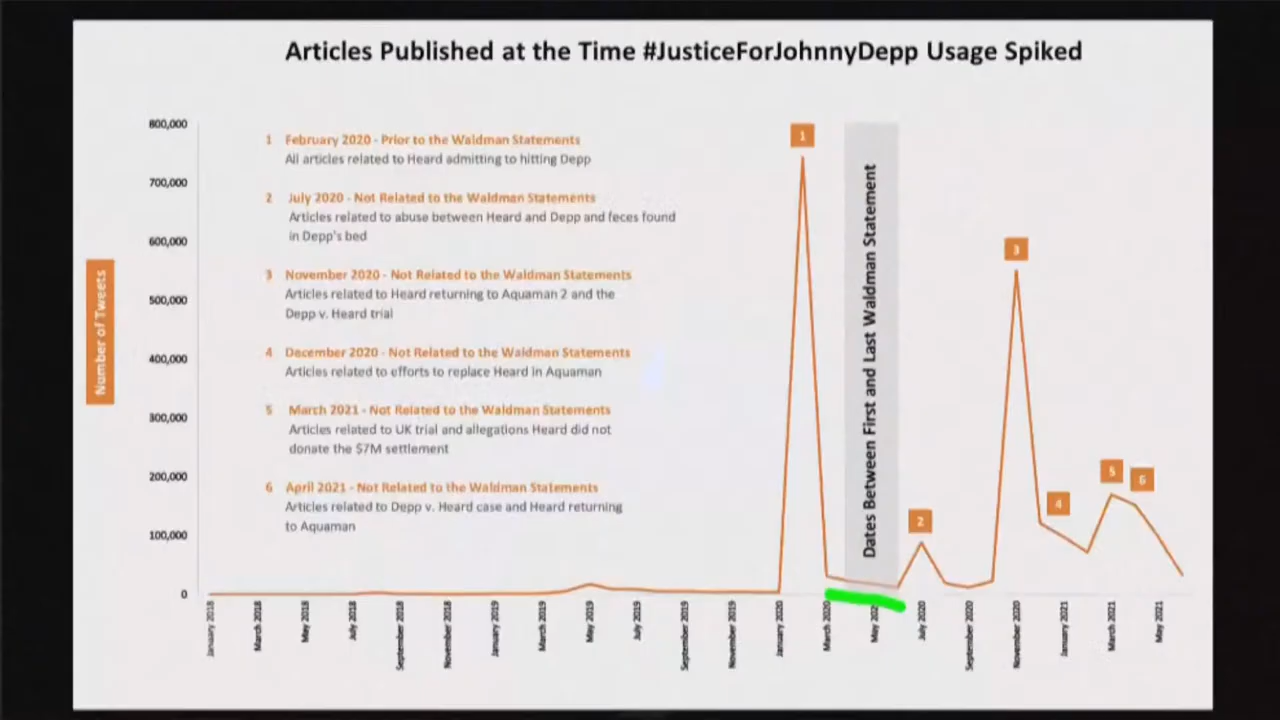 Articles Published at the Time #JusticeForJohnnyDepp Usage Spiked
Number of Tweets
800,000
700,000
600,000
500,000
400,000
300,000
200,000
100,000
0
1 February 2020 - Prior to the Waldman Statements
All articles related to Heard admitting to hitting Depp
2 July 2020 - Not Related to the Waldman Statements
Articles related to abuse between Heard and Depp and feces found
in Depp's bed
3 November 2020 - Not Related to the Waldman Statements
Articles related to Heard returning to Aquaman 2 and the
Depp v. Heard trial
4 December 2020 - Not Related to the Waldman Statements
Articles related to efforts to replace Heard in Aquaman
5 March 2021 - Not Related to the Waldman Statements
Articles related to UK trial and allegations Heard did not
donate the $7M settlement
6 April 2021 - Not Related to the Waldman Statements
Articles related to Depp v. Heard case and Heard returning
to Aquaman
1
Dates Between First and Last Waldman Statement
2
3
4
5
6
January 2018
March 2018
May 2018
July 2018
September 2018
November 2018
January 2019
March 2019
May 2019
July 2019
September 2019
November 2019
January 2020
March 2020
May
July 2020
September 2020
November 2020
January 2021
March 2021
May 2021